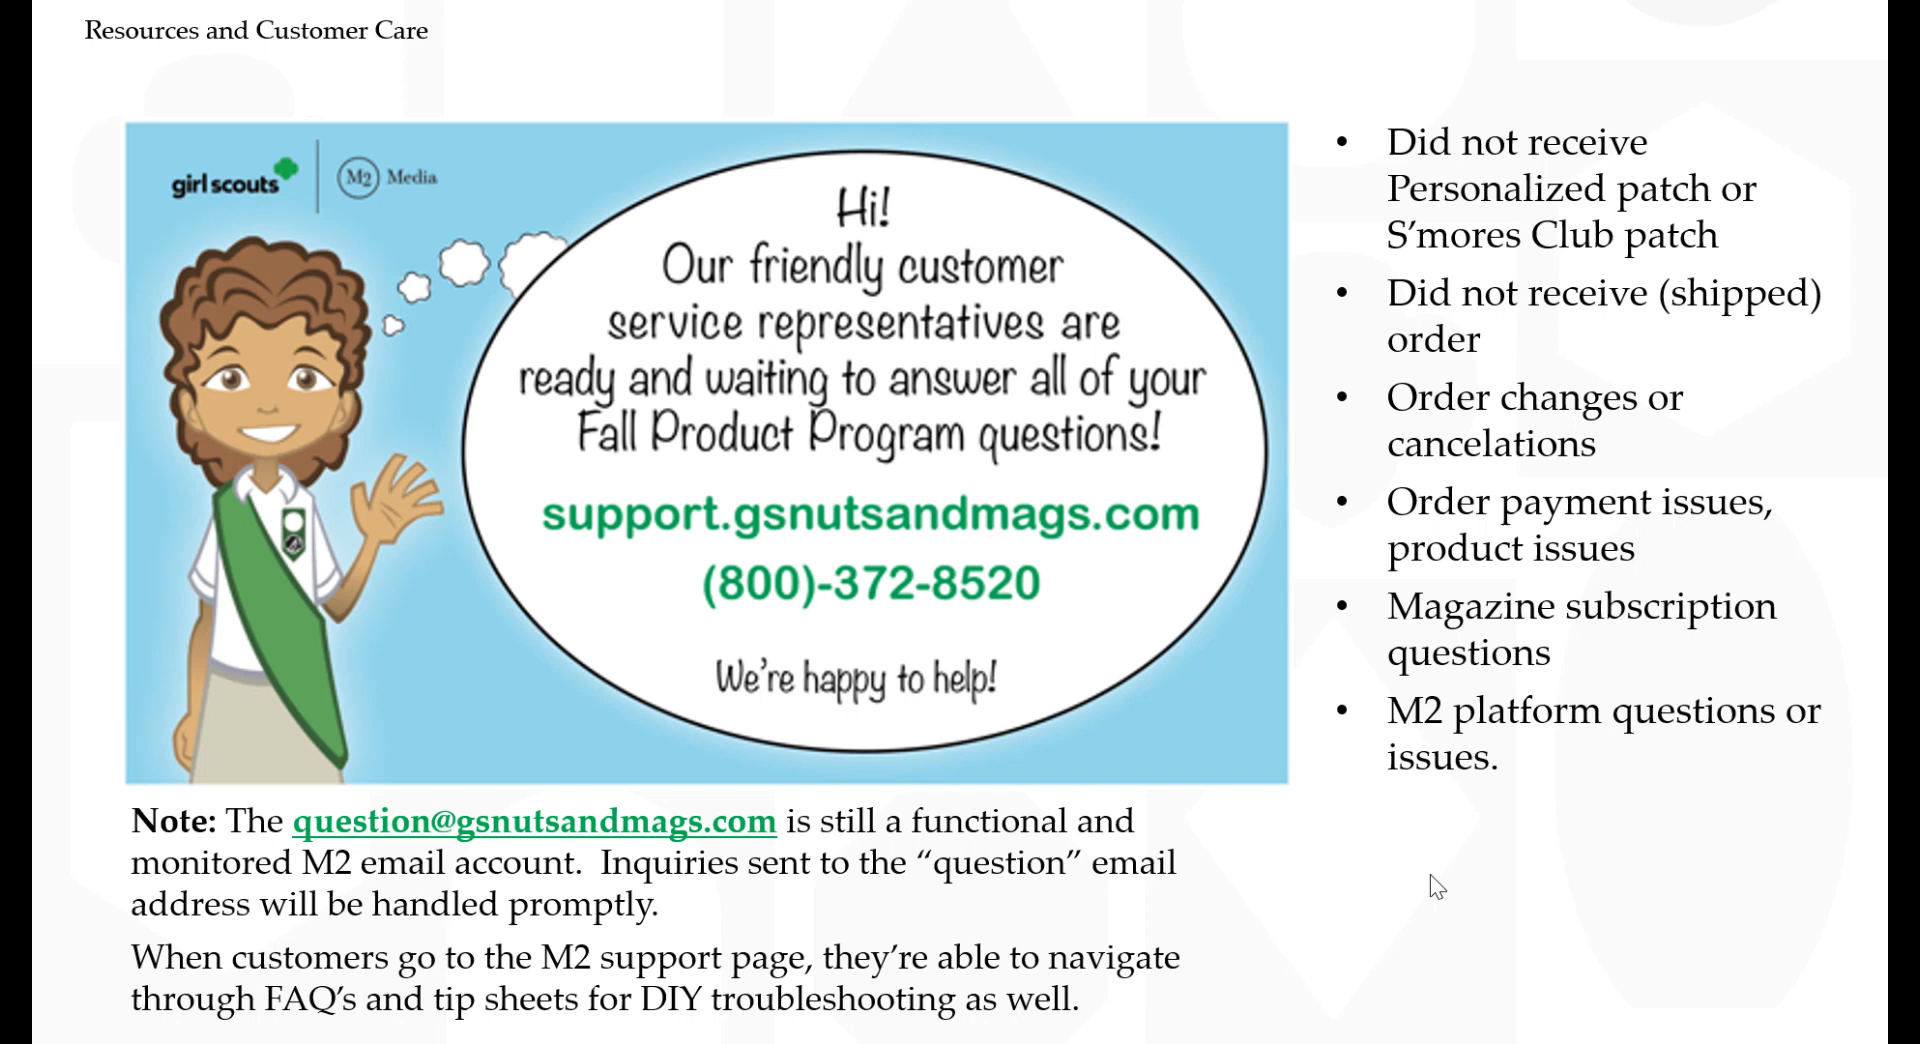 Resources and Customer Care
girl scouts
M2 Media
Hi!
Our friendly customer
service representatives are
ready and waiting to answer all of your
Fall Product Program questions!
support.gsnutsandmags.com
(800)-372-8520
We're happy to help!
• Did not receive
Personalized patch or
S’mores Club patch
• Did not receive (shipped)
order
• Order changes or
cancelations
• Order payment issues,
product issues
• Magazine subscription
questions
• M2 platform questions or
issues.
Note: The question@gsnutsandmags.com is still a functional and
monitored M2 email account.  Inquiries sent to the “question” email
address will be handled promptly.
When customers go to the M2 support page, they’re able to navigate
through FAQ’s and tip sheets for DIY troubleshooting as well.